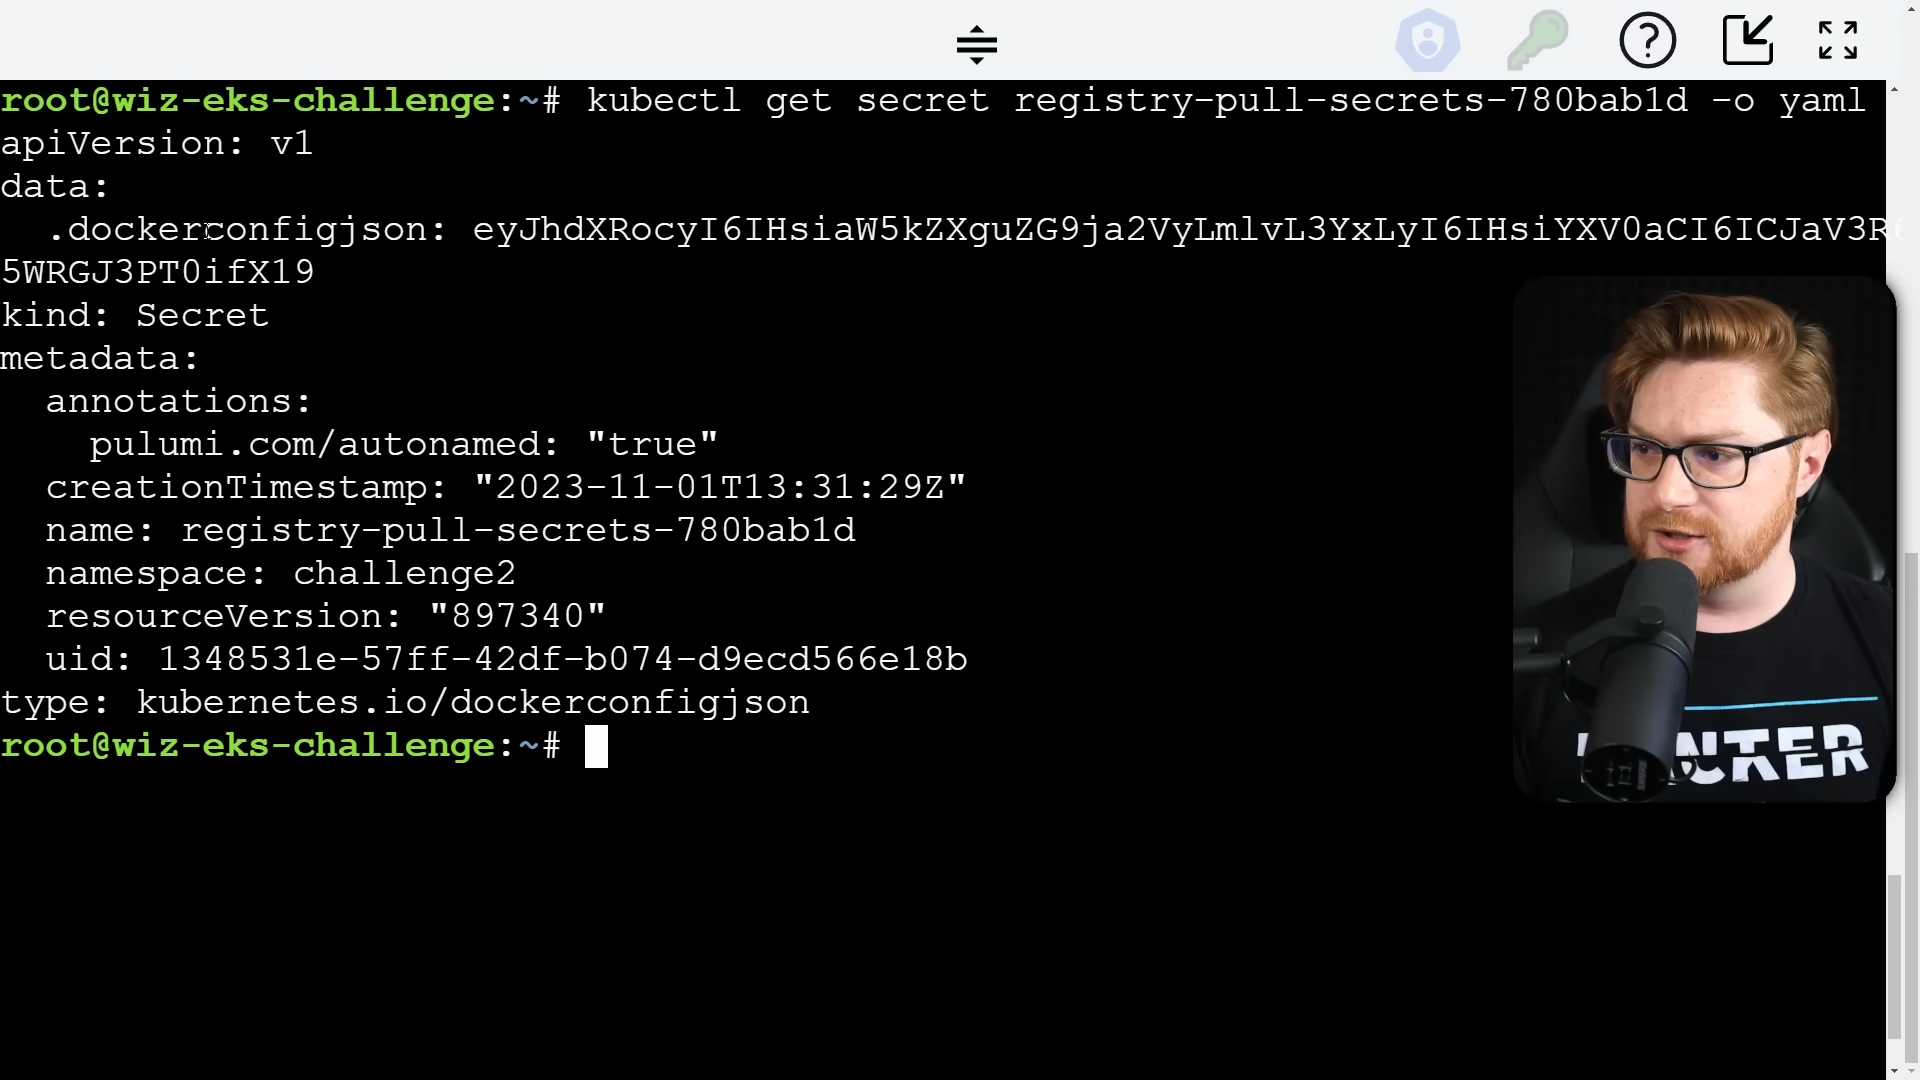 root@wiz-eks-challenge:~# kubectl get secret registry-pull-secrets-780bab1d -o yaml
apiVersion: v1
data:
  .dockerconfigjson: eyJhdXRocyI6IHsiaW5kZXguZG9ja2VyLmlvL3YxLyI6IHsiYXV0aCI6ICJaV3R6
5WRGJ3PT0ifX19
kind: Secret
metadata:
  annotations:
    pulumi.com/autonamed: "true"
  creationTimestamp: "2023-11-01T13:31:29Z"
  name: registry-pull-secrets-780bab1d
  namespace: challenge2
  resourceVersion: "897340"
  uid: 1348531e-57ff-42df-b074-d9ecd566e18b
type: kubernetes.io/dockerconfigjson
root@wiz-eks-challenge:~#